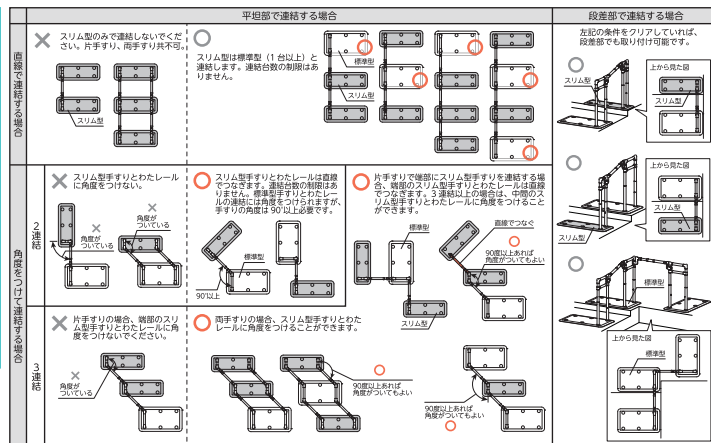 平坦部で連結する場合
段差部で連結する場合
直線で連結する場合
スリム型のみで連結しないでくだ
さい。片手すり、両手すり共不可。
スリム型
スリム型は標準型（1台以上）と
連結します。連結台数の制限はあ
りません。
標準型
スリム型
左記の条件をクリアしていれば、
段差部でも取り付け可能です。
上から見た図
スリム型
スリム型
角度をつけて連結する場合
2連結
スリム型手すりとわたレール
に角度をつけない。
角度が
ついている
角度が
ついている
スリム型手すりとわたレールは直線
でつなぎます。連結台数の制限はあ
りません。標準型手すりとわたレー
ルの連結には角度をつけられますが、
手すりの角度は 90°以上必要です。
標準型
90°以上
片手すりで端部にスリム型手すりを連結する場
合、端部のスリム型手すりとわたレールは直線
でつなぎます。3 連結以上の場合は、中間のス
リム型手すりとわたレールに角度をつけること
ができます。
標準型
スリム型
直線でつなぐ
90度以上あれば
角度がついてもよい
上から見た図
スリム型
3連結
片手すりの場合、端部のスリ
ム型手すりとわたレールに角
度をつけないでください。
角度が
ついている
両手すりの場合、スリム型手すりとわた
レールに角度をつけることができます。
90度以上あれば
角度がついてもよい
90度以上あれば
角度がついてもよい
標準型
上から見た図
標準型